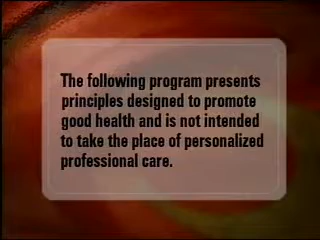 The following program presents
principles designed to promote
good health and is not intended
to take the place of personalized
professional care.